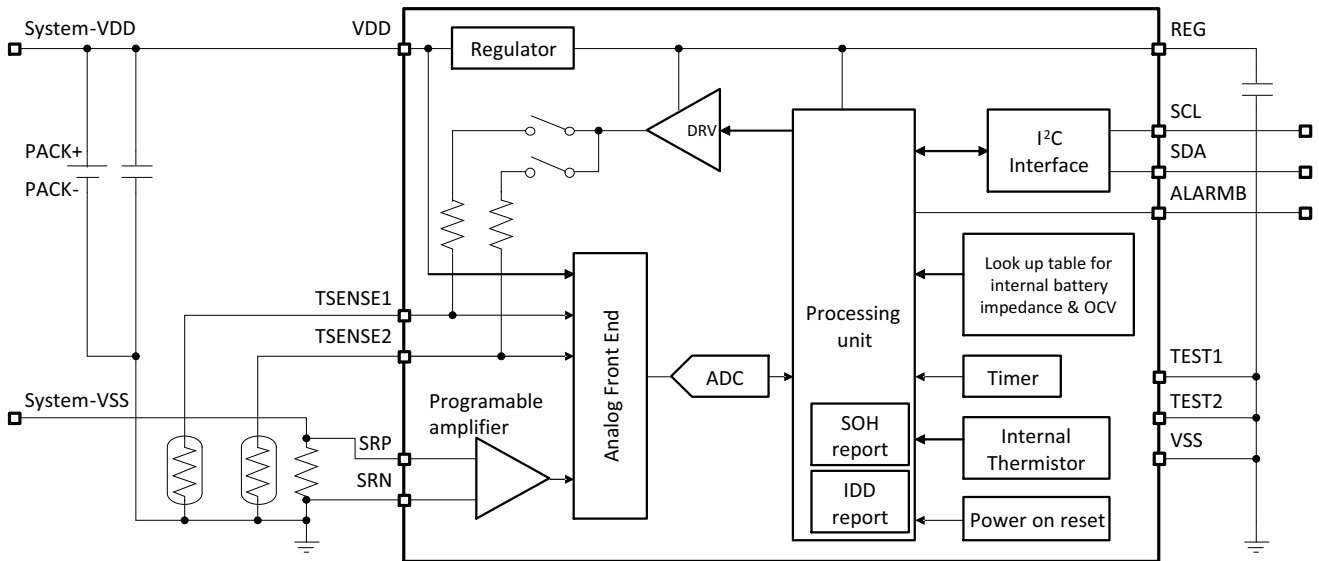 System-VDD
VDD
REG
Regulator
DRV
SCL
PACK+
I²C
Interface
SDA
PACK-
ALARMB
Look up table for
internal battery
impedance & OCV
TSENSE1
Processing
unit
TSENSE2
Analog Front End
ADC
TEST1
Timer
System-VSS
Programable
amplifier
TEST2
SOH
report
SRP
Internal
Thermistor
VSS
SRN
IDD
report
Power on reset